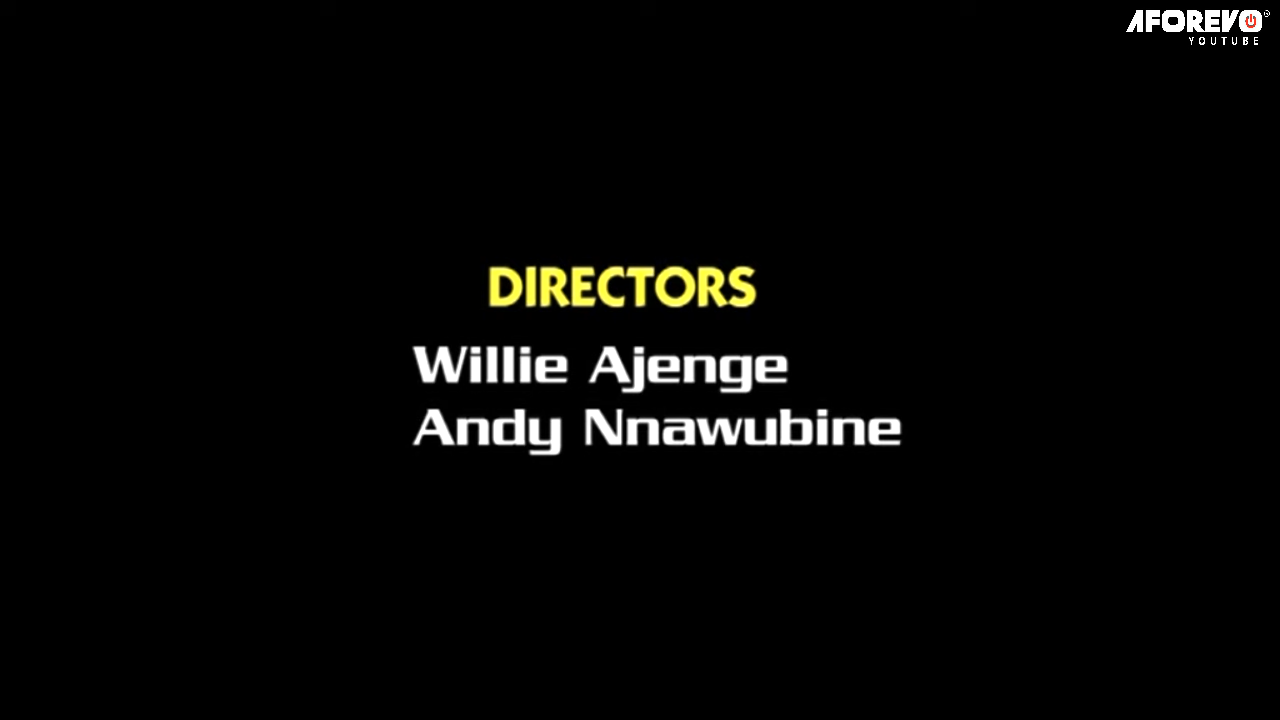 AFOREVO
YOUTUBE
DIRECTORS
Willie Ajenge
Andy Nnawubine